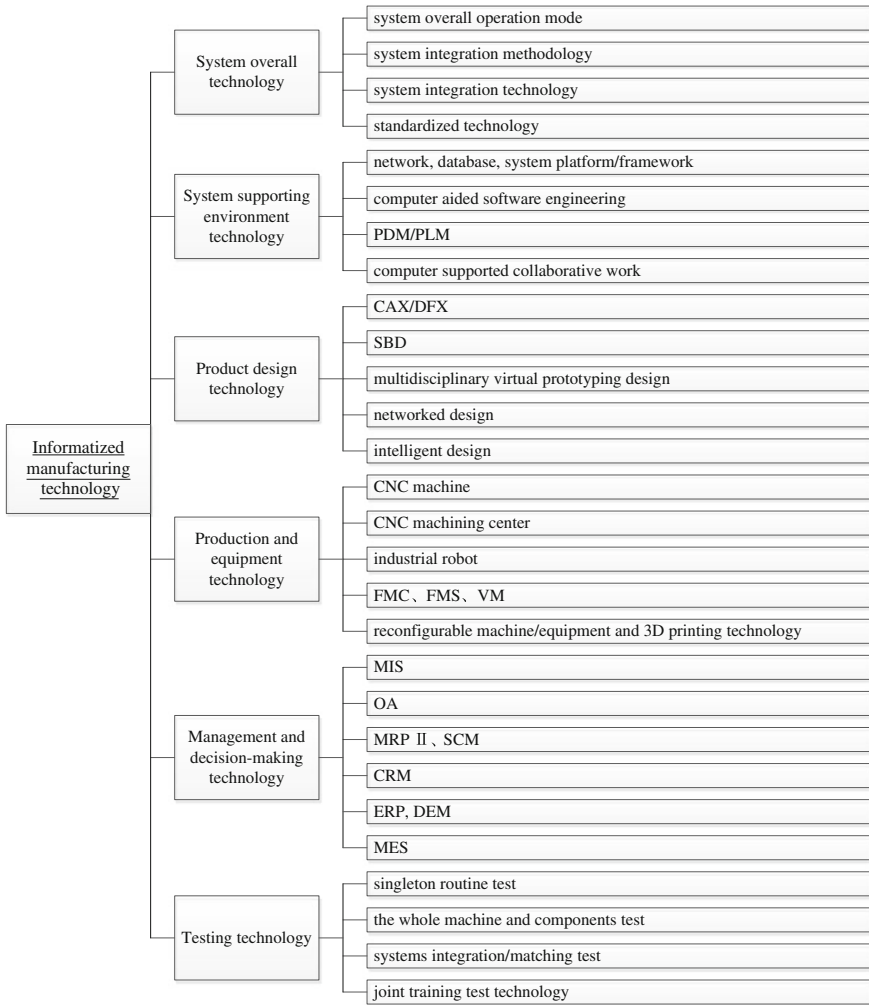 Informatized
manufacturing
technology
System overall
technology
system overall operation mode
system integration methodology
system integration technology
standardized technology
System supporting
environment
technology
network, database, system platform/framework
computer aided software engineering
PDM/PLM
computer supported collaborative work
Product design
technology
CAX/DFX
SBD
multidisciplinary virtual prototyping design
networked design
intelligent design
Production and
equipment
technology
CNC machine
CNC machining center
industrial robot
FMC、FMS、VM
reconfigurable machine/equipment and 3D printing technology
Management and
decision-making
technology
MIS
OA
MRP Ⅱ、SCM
CRM
ERP, DEM
MES
Testing technology
singleton routine test
the whole machine and components test
systems integration/matching test
joint training test technology